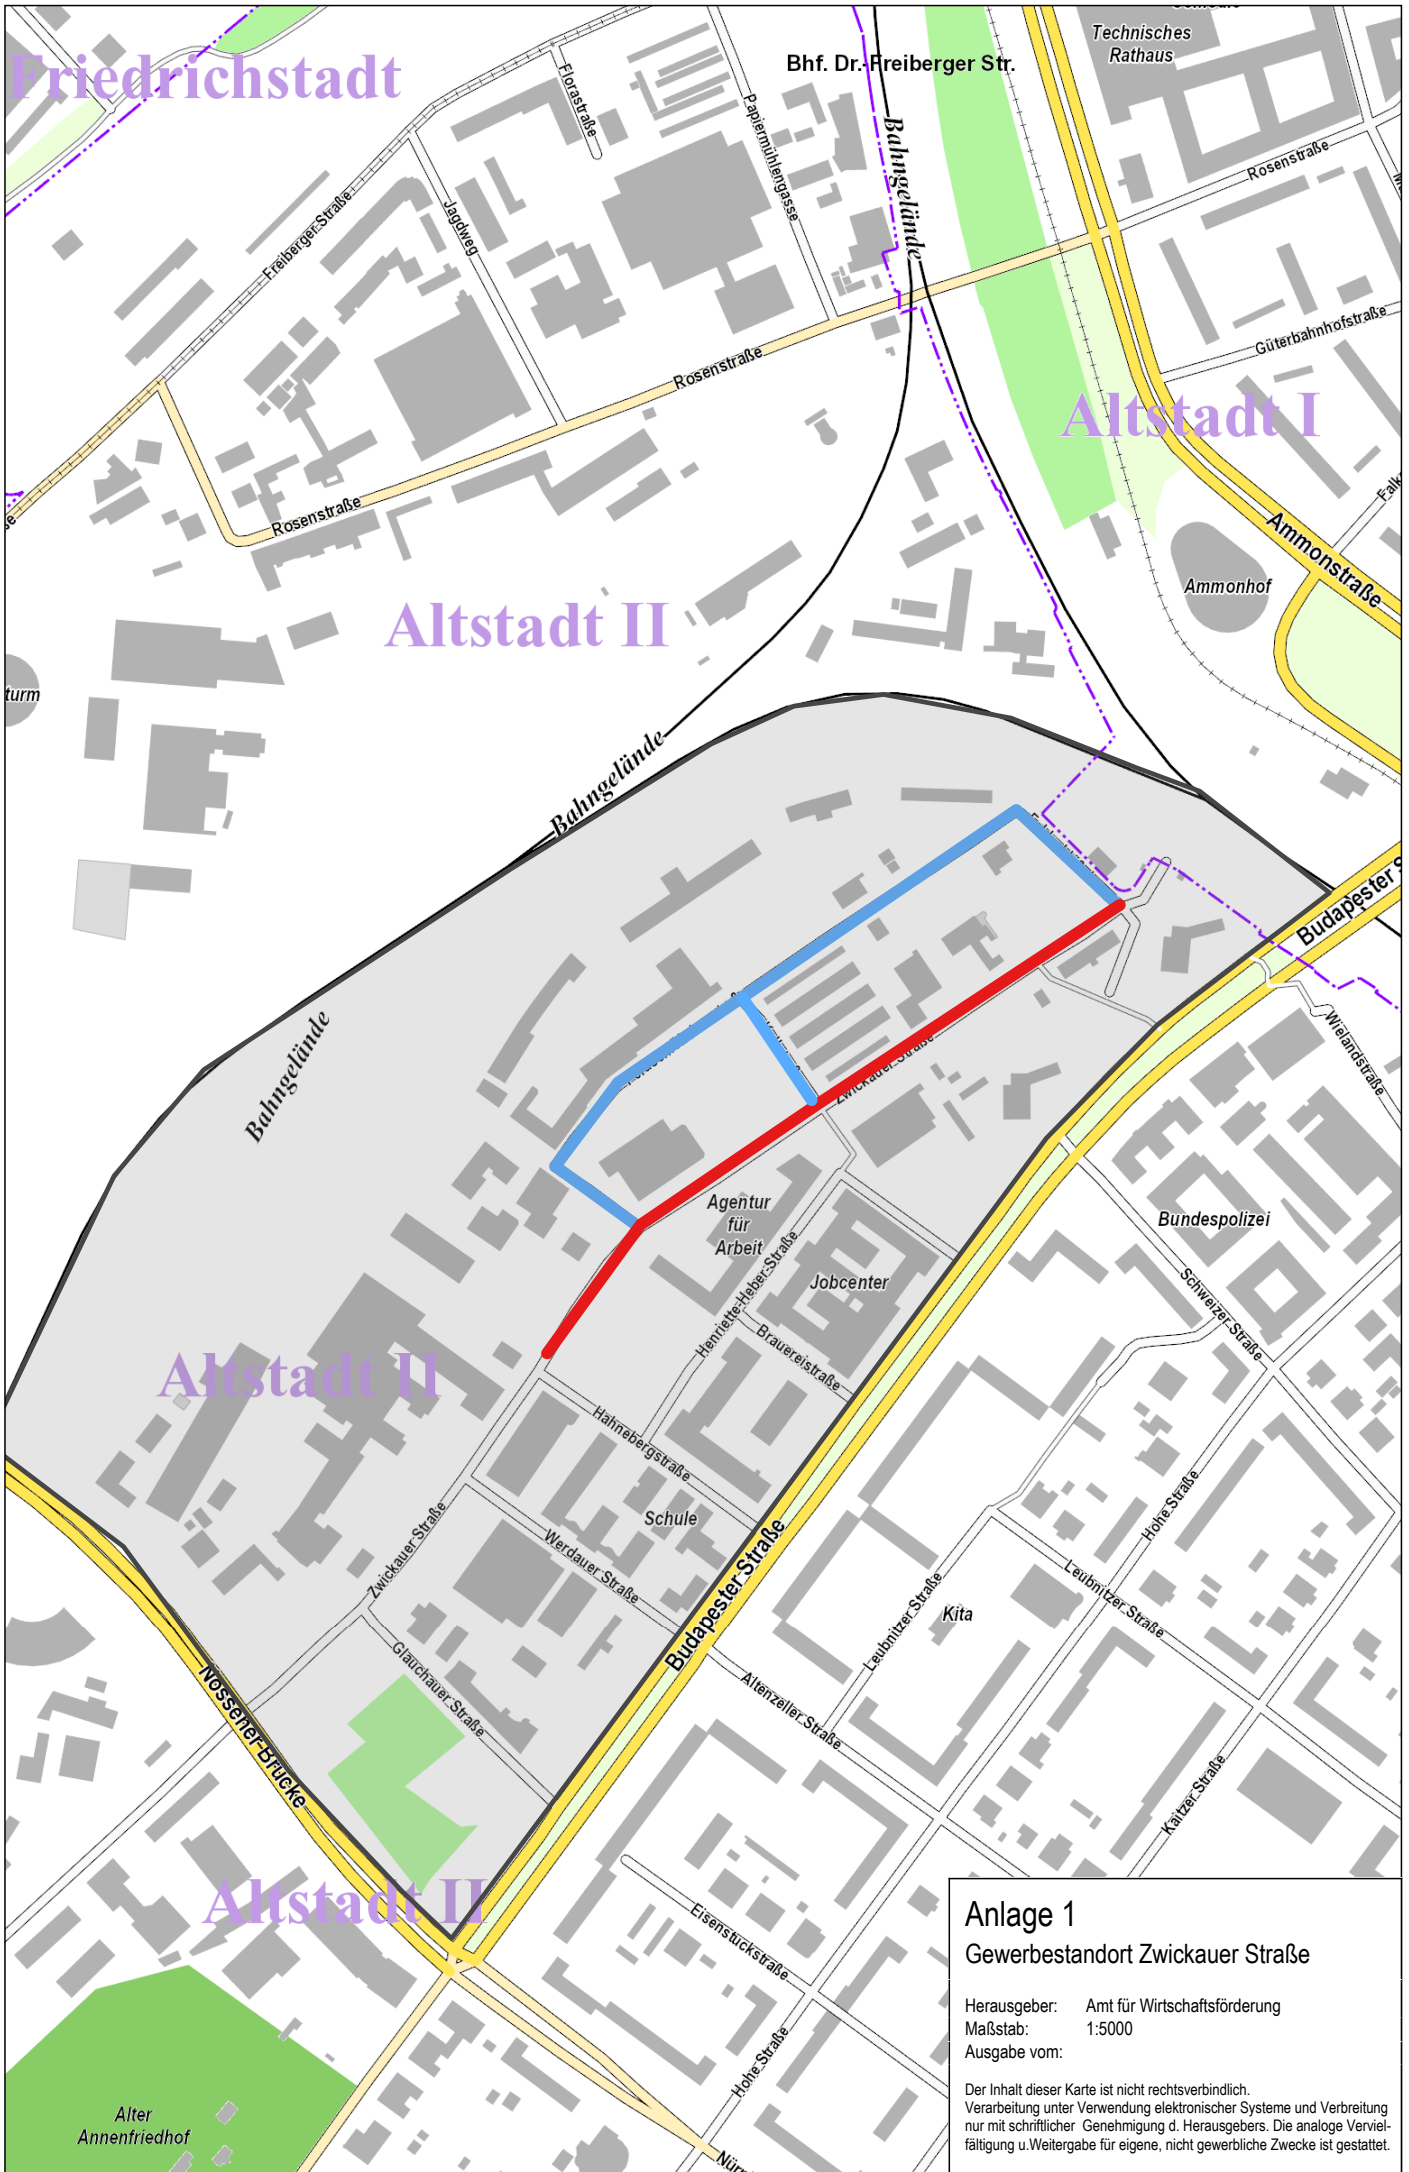 Friedrichstadt
Technisches
Rathaus
Bhf. Dr.-Freiberger Str.
Florastraße
Papiermühlengasse
Bahngelände
Rosenstraße
Freiberger Straße
Jagdweg
Güterbahnhofstraße
Rosenstraße
Altstadt I
Rosenstraße
Ammonstraße
Ammonhof
Altstadt II
turm
Bahngelände
Budapester S
Bahngelände
Wielandstraße
Zwickauer Straße
Agentur
für
Arbeit
Bundespolizei
Henriette-Heber-Straße
Jobcenter
Schweizer Straße
Brauereistraße
Altstadt II
Hahnebergstraße
Schule
Hohe Straße
Zwickauer Straße
Werdauer Straße
Budapester Straße
Leubnitzer Straße
Kita
Leubnitzer Straße
Glauchauer Straße
Nossener Brücke
Altenzeller Straße
Kaitzer Straße
Altstadt II
Eisenstuckstraße
Hohe Straße
Alter
Annenfriedhof
Nürn
Anlage 1
Gewerbestandort Zwickauer Straße
Herausgeber: Amt für Wirtschaftsförderung
Maßstab: 1:5000
Ausgabe vom:
Der Inhalt dieser Karte ist nicht rechtsverbindlich.
Verarbeitung unter Verwendung elektronischer Systeme und Verbreitung
nur mit schriftlicher Genehmigung d. Herausgebers. Die analoge Verviel-
fältigung u.Weitergabe für eigene, nicht gewerbliche Zwecke ist gestattet.